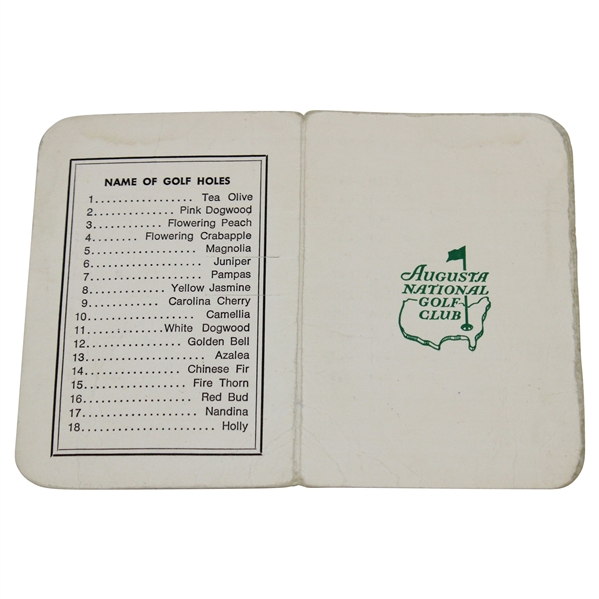 NAME OF GOLF HOLES
1.................. Tea Olive
2.............. Pink Dogwood
3............ Flowering Peach
4........ Flowering Crabapple
5................... Magnolia
6.................... Juniper
7.................... Pampas
8............. Yellow Jasmine
9............. Carolina Cherry
10................... Camellia
11............. White Dogwood
12................ Golden Bell
13.................... Azalea
14................ Chinese Fir
15................. Fire Thorn
16................... Red Bud
17................... Nandina
18...................... Holly
AUGUSTA
NATIONAL
GOLF
CLUB